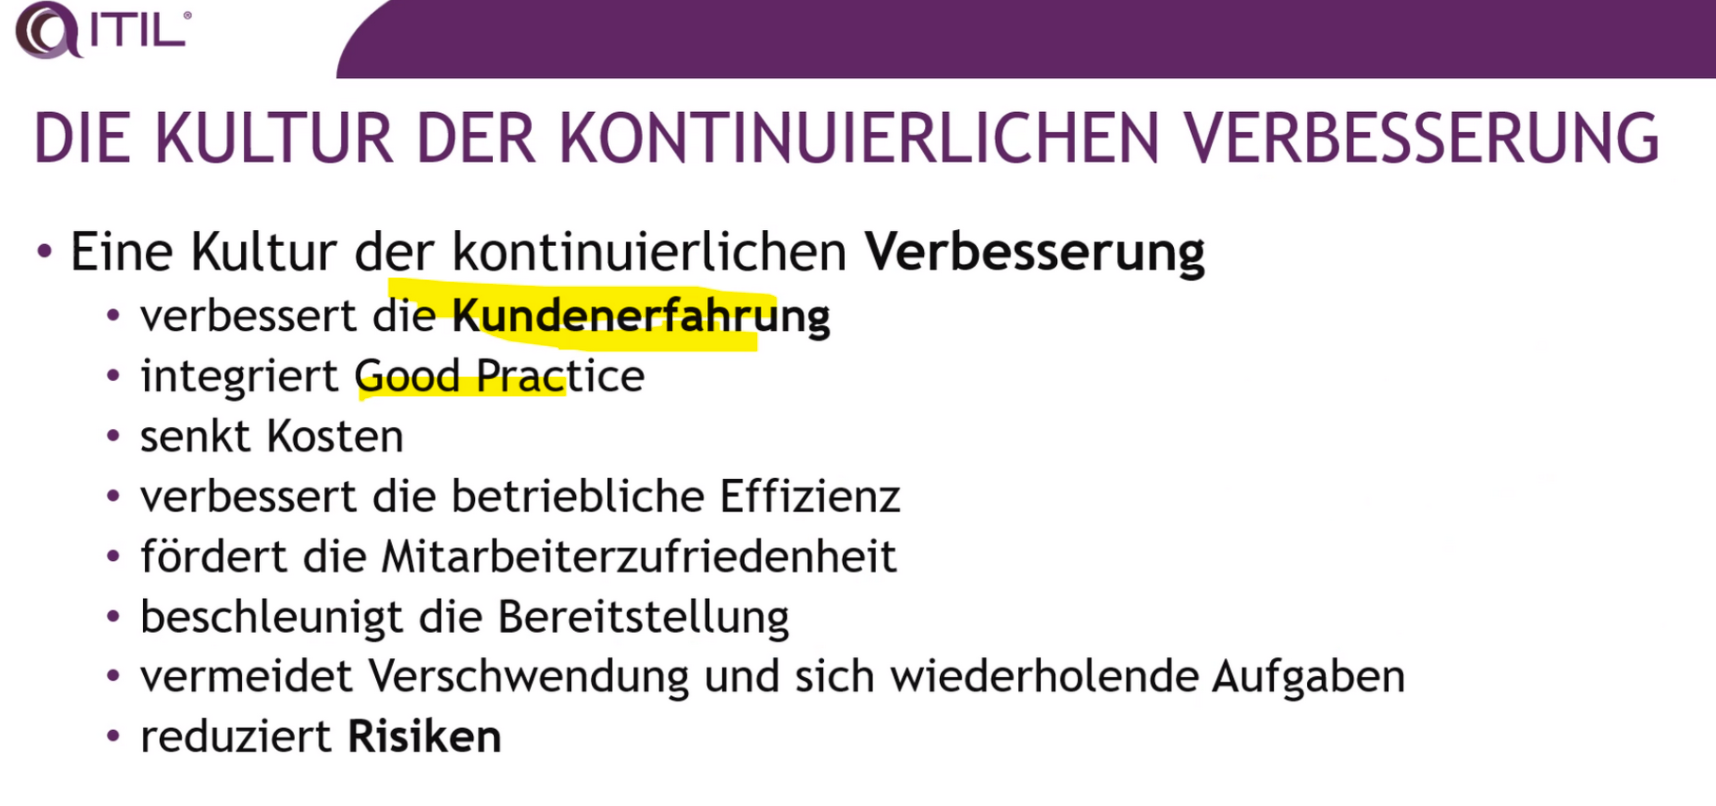 ITIL®
DIE KULTUR DER KONTINUIERLICHEN VERBESSERUNG
• Eine Kultur der kontinuierlichen Verbesserung
• verbessert die Kundenerfahrung
• integriert Good Practice
• senkt Kosten
• verbessert die betriebliche Effizienz
• fördert die Mitarbeiterzufriedenheit
• beschleunigt die Bereitstellung
• vermeidet Verschwendung und sich wiederholende Aufgaben
• reduziert Risiken